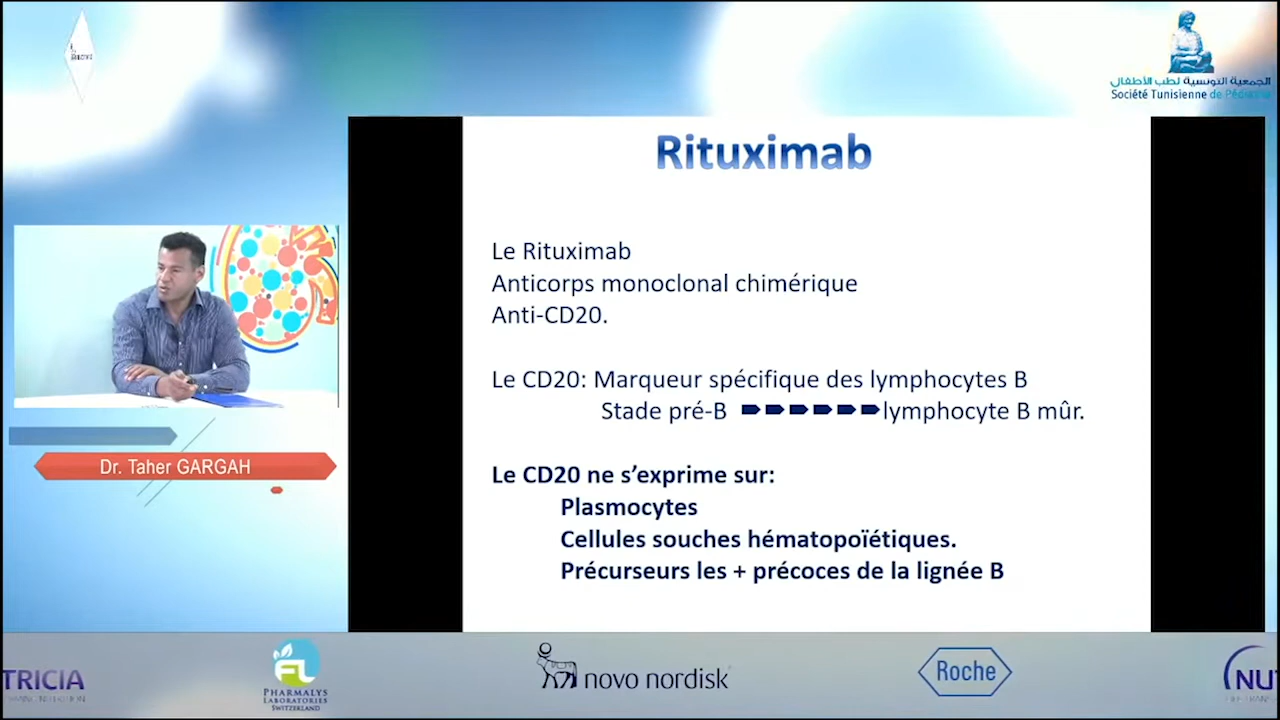 الجمعية التونسية لطب الأطفال
Société Tunisienne de Pédiatrie
Rituximab
Le Rituximab
Anticorps monoclonal chimérique
Anti-CD20.
Le CD20: Marqueur spécifique des lymphocytes B
Stade pré-B lymphocyte B mûr.
Le CD20 ne s’exprime sur:
Plasmocytes
Cellules souches hématopoïétiques.
Précurseurs les + précoces de la lignée B
Dr. Taher GARGAH
TRICIA
PHARMALYS
LABORATORIES
SWITZERLAND
novo nordisk
Roche
NU